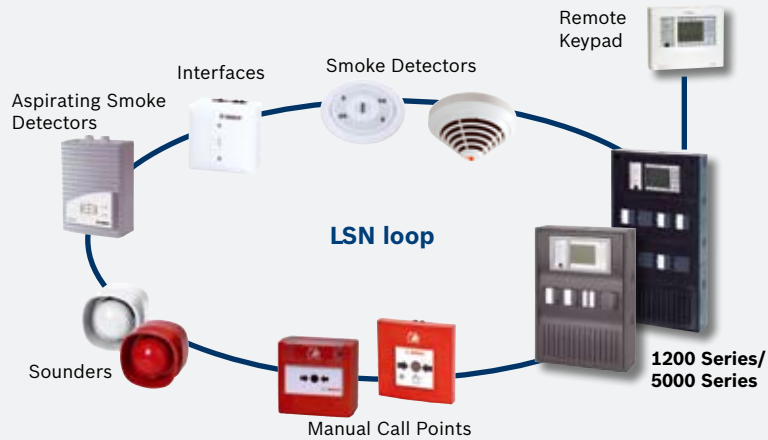 Remote
Keypad
Smoke Detectors
Interfaces
Aspirating Smoke
Detectors
LSN loop
1200 Series/
5000 Series
Sounders
Manual Call Points